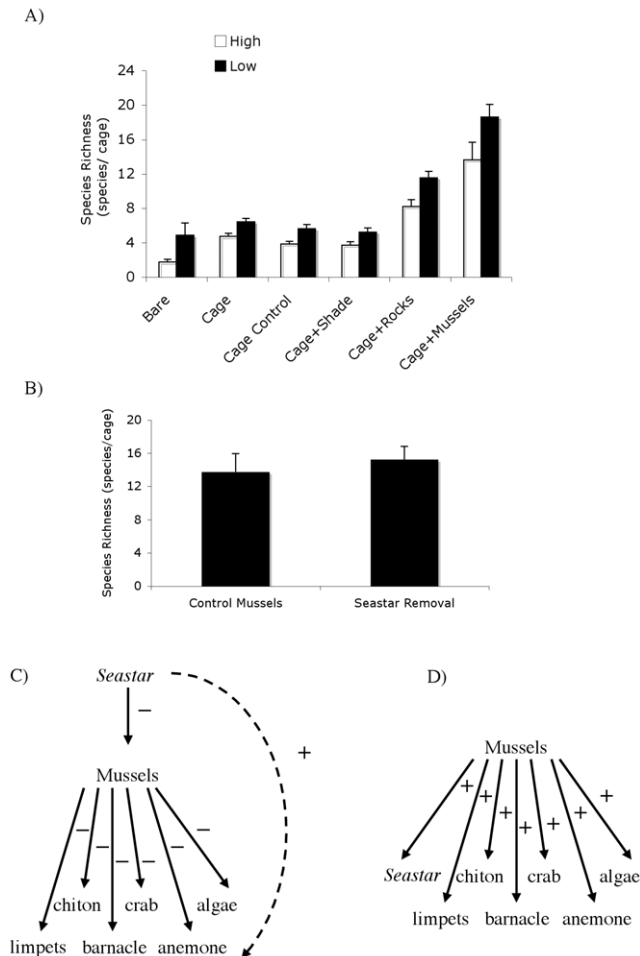 A)
High
Low
Species Richness
(species/ cage)
24
20
16
12
8
4
0
Bare
Cage
Cage Control
Cage+Shade
Cage+Rocks
Cage+Mussels
B)
Species Richness (species/cage)
20
16
12
8
4
0
Control Mussels
Seastar Removal
C)
Seastar
−
+
Mussels
− − − − − −
chiton crab algae
limpets barnacle anemone
D)
Mussels
+ + + + + + +
Seastar chiton crab algae
limpets barnacle anemone